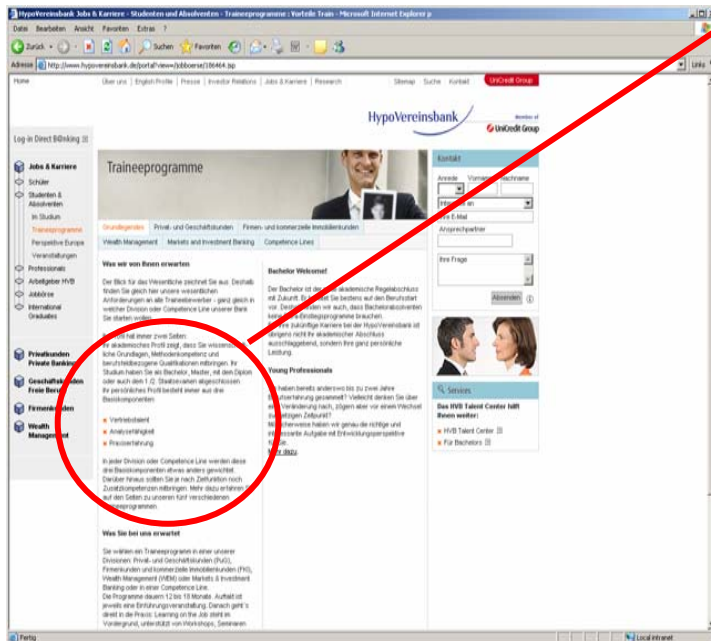 HypoVereinsbank Jobs & Karriere - Studenten und Absolventen - Traineeprogramme : Vorteile Train - Microsoft Internet Explorer p
Datei Bearbeiten Ansicht Favoriten Extras ?
Zurück Suchen Favoriten
Adresse http://www.hypovereinsbank.de/portal?view=/jobboerse/186464.jsp Links
Home Über uns | English Profile | Presse | Investor Relations | Jobs & Karriere | Research Sitemap Suche Kontakt UniCredit Group
HypoVereinsbank
Member of
UniCredit Group
Log-in Direct B@nking
Jobs & Karriere
Schüler
Studenten &
Absolventen
Im Studium
Traineeprogramme
Perspektive Europa
Veranstaltungen
Professionals
Arbeitgeber HVB
Jobbörse
International
Graduates
Privatkunden
Private Banking
Geschäftskunden
Freie Berufe
Firmenkunden
Wealth
Management
Traineeprogramme
Grundlegendes Privat- und Geschäftskunden Firmen- und kommerzielle Immobilienkunden
Wealth Management Markets and Investment Banking Competence Lines
Was wir von Ihnen erwarten
Der Blick für das Wesentliche zeichnet Sie aus. Deshalb
finden Sie gleich hier unsere wesentlichen
Anforderungen an alle Traineebewerber - ganz gleich in
welcher Division oder Competence Line unserer Bank
Sie starten wollen.
hat immer zwei Seiten:
Ihr akademisches Profil zeigt, dass Sie
liche Grundlagen, Methodenkompetenz und
berufsfeldbezogene Qualifikationen mitbringen. Ihr
Studium haben Sie als Bachelor, Master, mit dem Diplom
oder auch dem 1./2. Staatsexamen abgeschlossen.
Ihr persönliches Profil besteht immer aus drei
Basiskomponenten:
Vertriebstalent
Analysefähigkeit
Praxiserfahrung
In jeder Division oder Competence Line werden diese
drei Basiskomponenten etwas anders gewichtet.
Darüber hinaus sollten Sie je nach Zielfunktion noch
Zusatzkompetenzen mitbringen. Mehr dazu erfahren Sie
auf den Seiten zu unseren fünf verschiedenen
Traineeprogrammen.
Was Sie bei uns erwartet
Sie wählen ein Traineeprogramm in einer unserer
Divisionen: Privat- und Geschäftskunden (PuG),
Firmenkunden und kommerzielle Immobilienkunden (FKI),
Wealth Management (WEM) oder Markets & Investment
Banking oder in einer Competence Line.
Die Programme dauern 12 bis 18 Monate. Auftakt ist
jeweils eine Einführungsveranstaltung. Danach geht's
direkt in die Praxis: Learning on the Job steht im
Vordergrund, unterstützt von Workshops, Seminaren
Bachelor Welcome!
Der Bachelor ist der akademische Regelabschluss
mit Zukunft. Er Sie bestens auf den Berufsstart
vor. Deshalb wir auch, dass Bachelorabsolventen
keine Einstiegsprogramme brauchen.
Ihre zukünftige Karriere bei der HypoVereinsbank ist
übrigens nicht Ihr akademischer Abschluss
ausschlaggebend, sondern Ihre ganz persönliche
Leistung.
Young Professionals
haben bereits anderswo bis zu zwei Jahre
Berufserfahrung gesammelt? Vielleicht denken Sie über
Veränderung nach, zögern aber vor einem Wechsel
jetzigen Zeitpunkt?
Möglicherweise haben wir genau die richtige und
interessante Aufgabe mit Entwicklungsperspektive
für Sie.
Mehr dazu.
Kontakt
Anrede Vorname Nachname
an
Ihre E-Mail
Ansprechpartner
Ihre Frage
Absenden
Services
Das HVB Talent Center hilft
Ihnen weiter:
HVB Talent Center
Für Bachelors
Fertig Local intranet